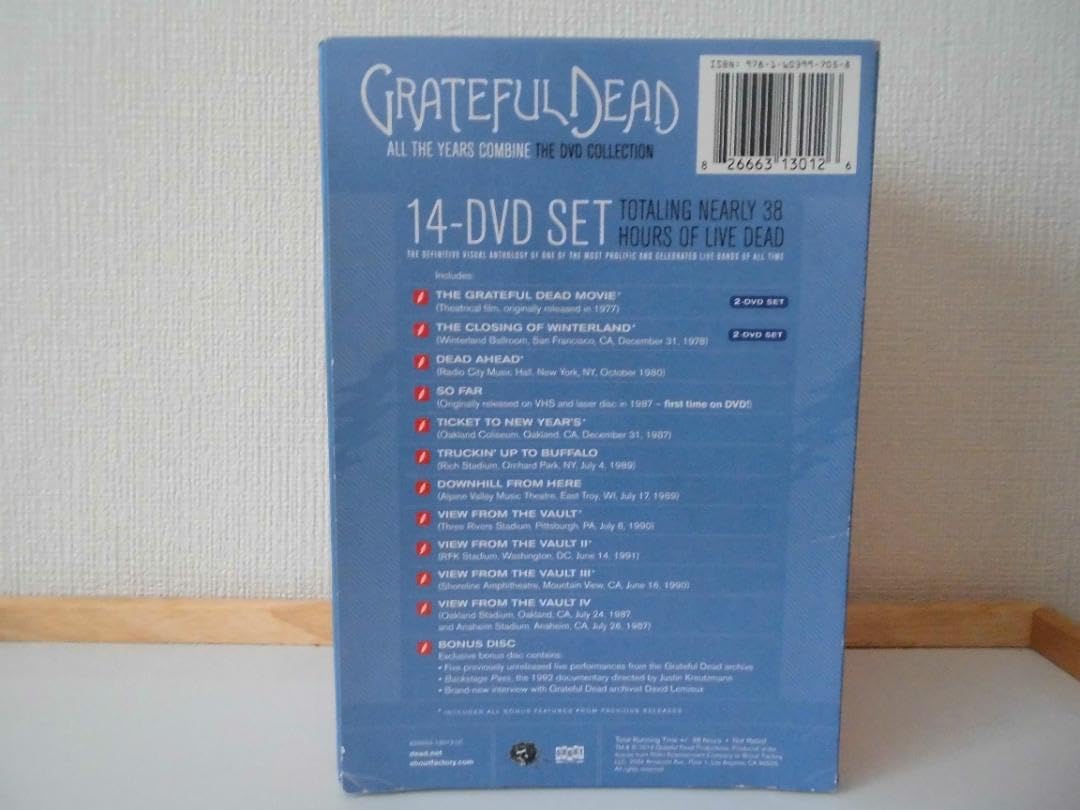 GRATEFUL DEAD
ALL THE YEARS COMBINE THE DVD COLLECTION
ISBN: 978-1-60399-705-8
8 26663 13012 6
14-DVD SET
TOTALING NEARLY 38
HOURS OF LIVE DEAD
THE DEFINITIVE VISUAL ANTHOLOGY OF ONE OF THE MOST PROLIFIC AND CELEBRATED LIVE BANDS OF ALL TIME
Includes:
THE GRATEFUL DEAD MOVIE*
2-DVD SET
(Theatrical film, originally released in 1977)
THE CLOSING OF WINTERLAND*
2-DVD SET
(Winterland Ballroom, San Francisco, CA, December 31, 1978)
DEAD AHEAD*
(Radio City Music Hall, New York, NY, October 1980)
SO FAR
(Originally released on VHS and laser disc in 1987 – first time on DVD!)
TICKET TO NEW YEAR'S*
(Oakland Coliseum, Oakland, CA, December 31, 1987)
TRUCKIN' UP TO BUFFALO
(Rich Stadium, Orchard Park, NY, July 4, 1989)
DOWNHILL FROM HERE
(Alpine Valley Music Theatre, East Troy, WI, July 17, 1989)
VIEW FROM THE VAULT*
(Three Rivers Stadium, Pittsburgh, PA, July 8, 1990)
VIEW FROM THE VAULT II*
(RFK Stadium, Washington, DC, June 14, 1991)
VIEW FROM THE VAULT III*
(Shoreline Amphitheatre, Mountain View, CA, June 16, 1990)
VIEW FROM THE VAULT IV
(Oakland Stadium, Oakland, CA, July 24, 1987
and Anaheim Stadium, Anaheim, CA, July 26, 1987)
BONUS DISC
Exclusive bonus disc contains:
• Five previously unreleased live performances from the Grateful Dead archive
• Backstage Pass, the 1992 documentary directed by Justin Kreutzmann
• Brand-new interview with Grateful Dead archivist David Lemieux
* INCLUDES ALL BONUS FEATURES FROM PREVIOUS RELEASES
dead.net
shoutfactory.com
Total Running Time +/- 38 hours • Not Rated
All rights reserved